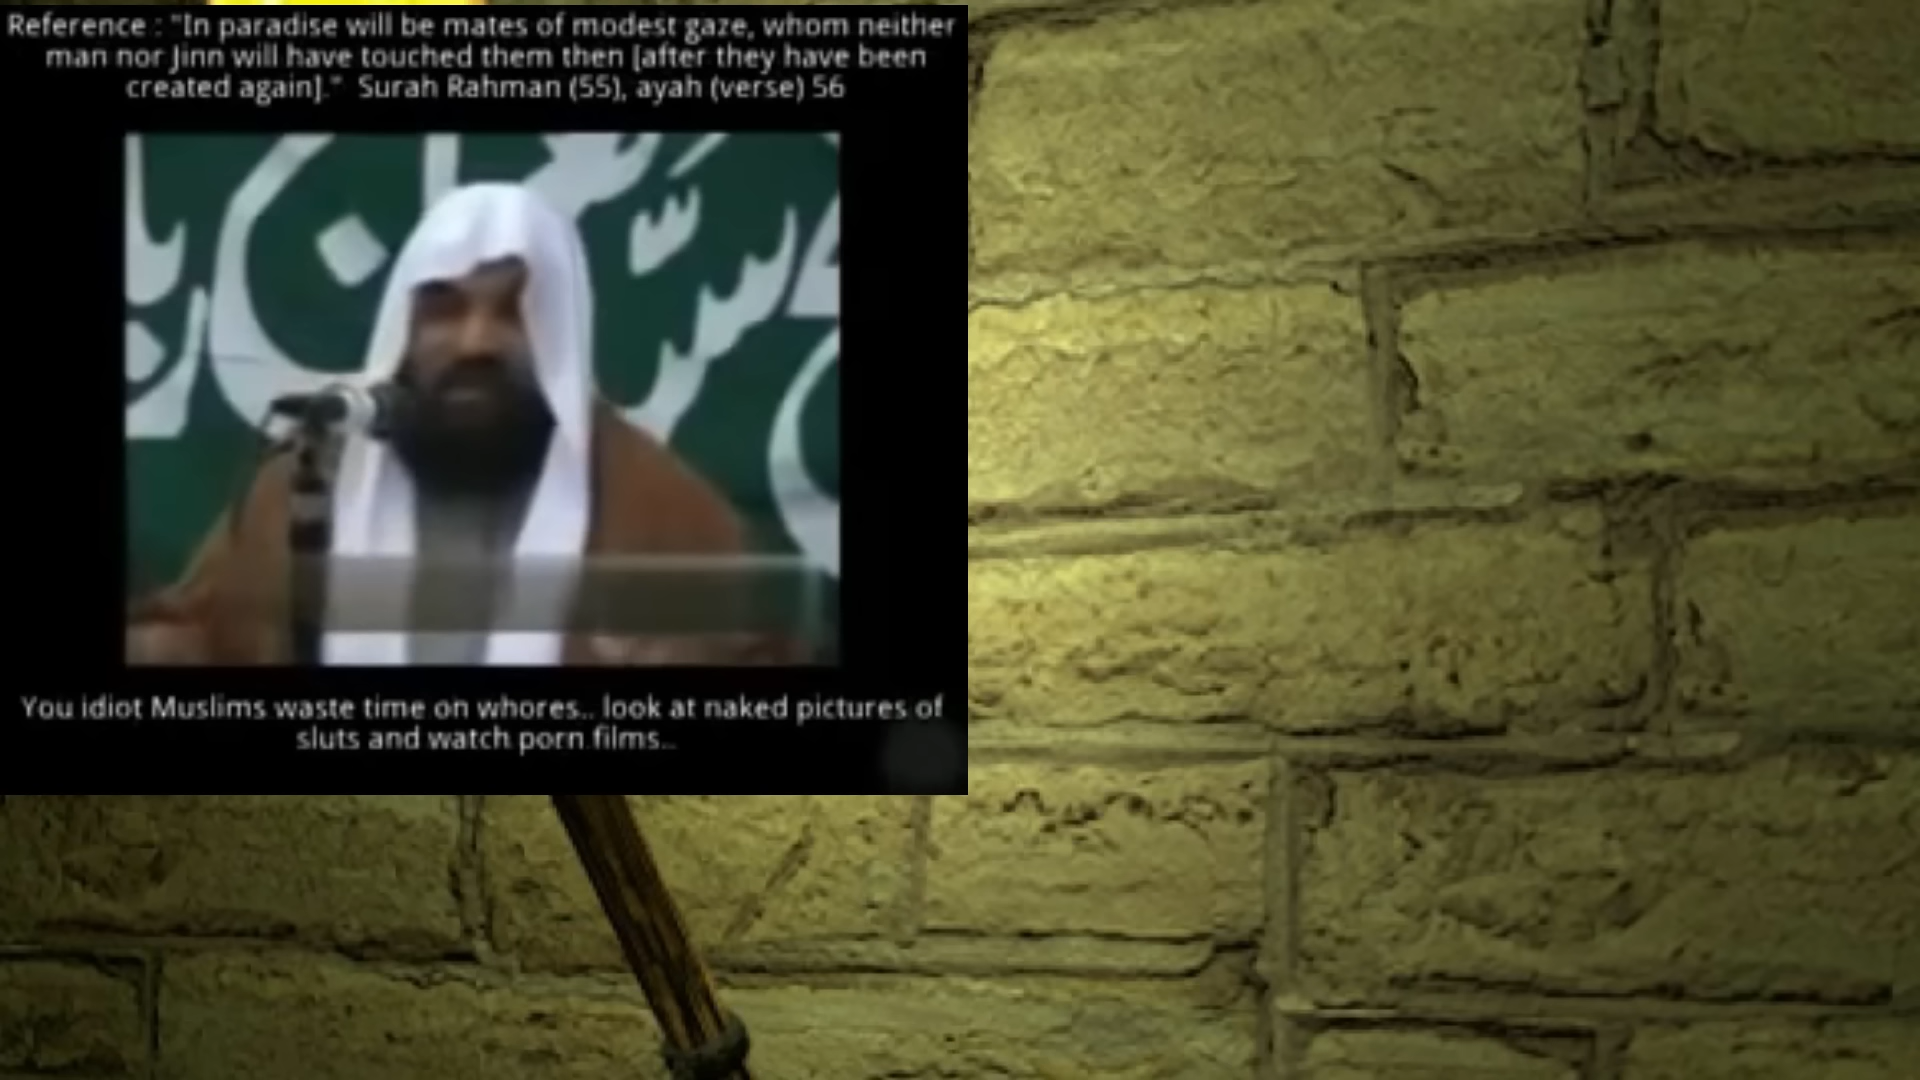 Reference : "In paradise will be mates of modest gaze, whom neither
man nor Jinn will have touched them then [after they have been
created again]." Surah Rahman (55), ayah (verse) 56
You idiot Muslims waste time on whores.. look at naked pictures of
sluts and watch porn films..